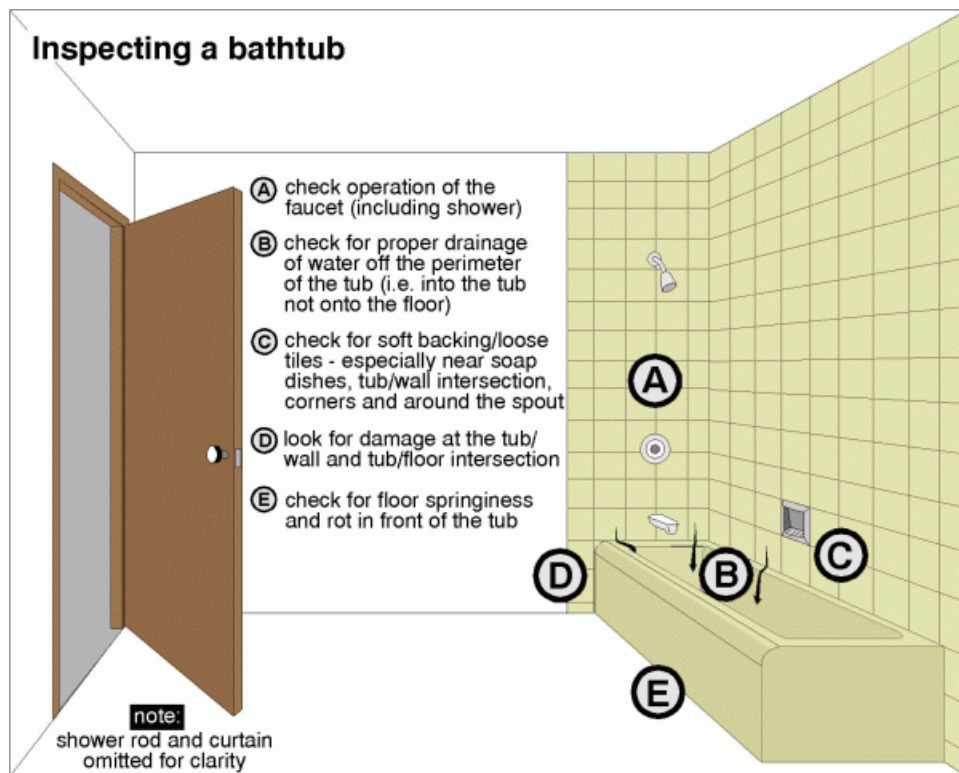 Inspecting a bathtub
A check operation of the
faucet (including shower)
B check for proper drainage
of water off the perimeter
of the tub (i.e. into the tub
not onto the floor)
C check for soft backing/loose
tiles - especially near soap
dishes, tub/wall intersection,
corners and around the spout
D look for damage at the tub/
wall and tub/floor intersection
E check for floor springiness
and rot in front of the tub
A
B
C
D
E
note:
shower rod and curtain
omitted for clarity